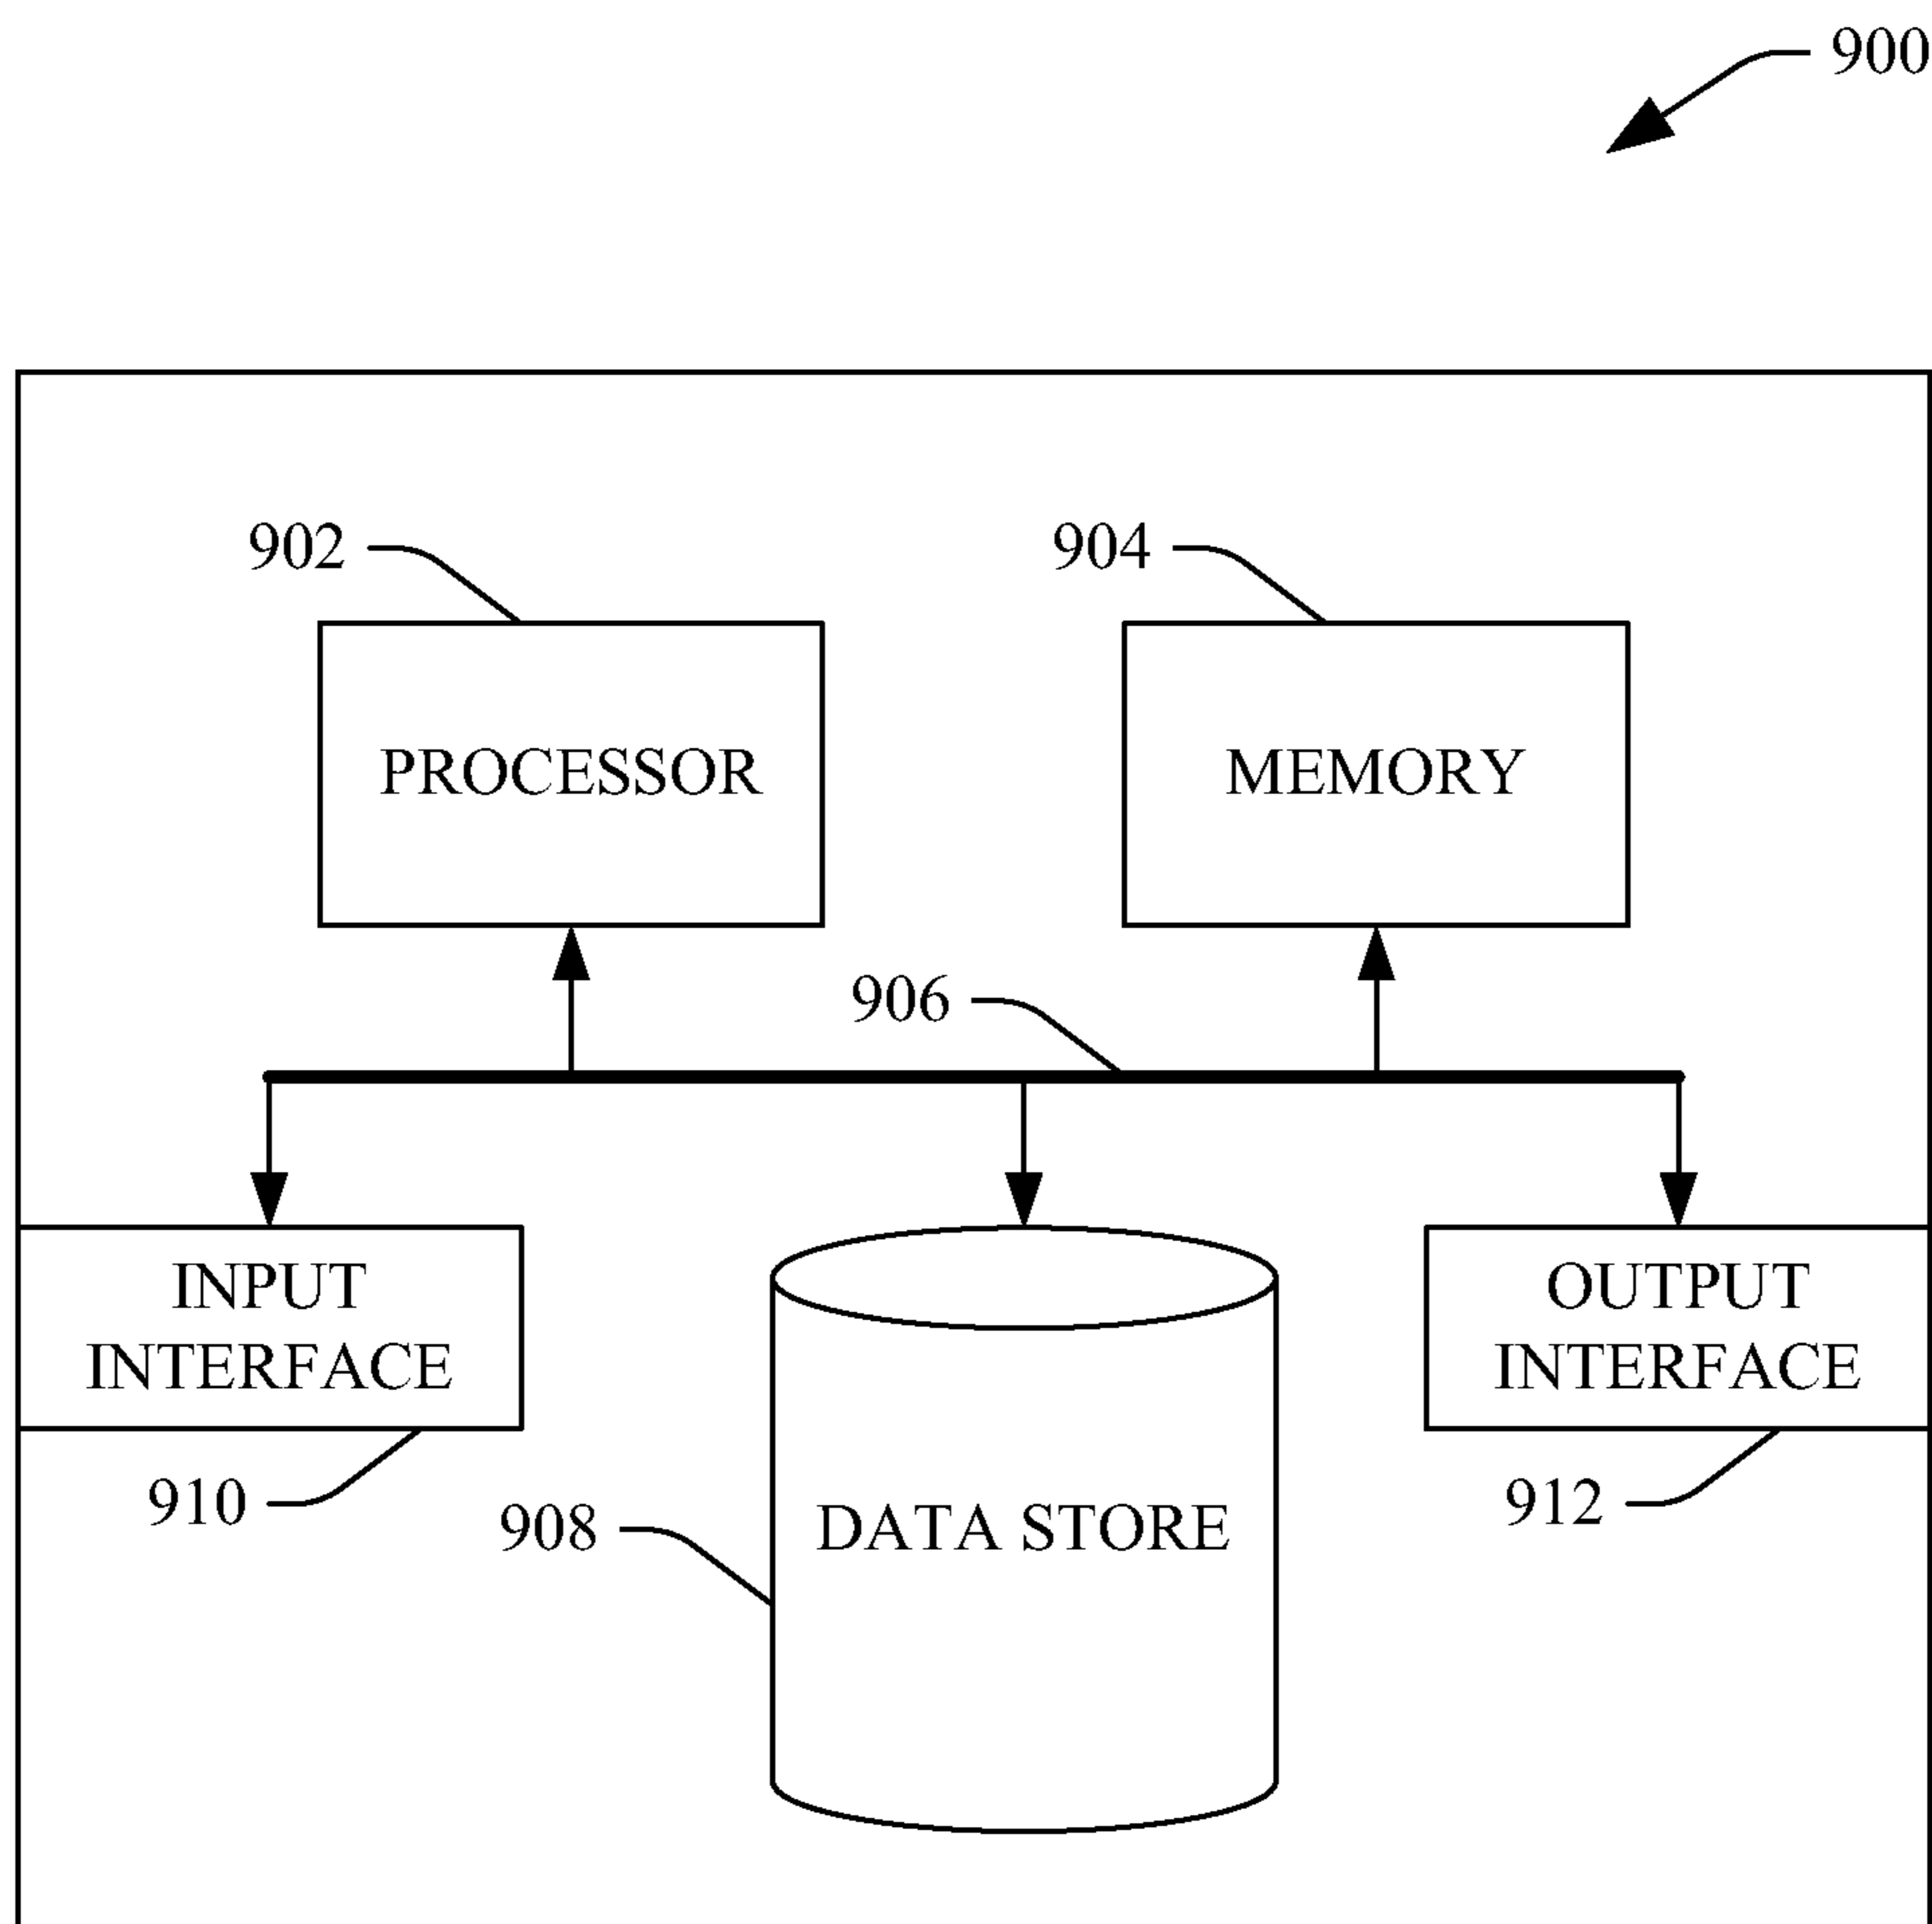 900
902
904
PROCESSOR
MEMORY
906
INPUT
INTERFACE
OUTPUT
INTERFACE
910
908
DATA STORE
912